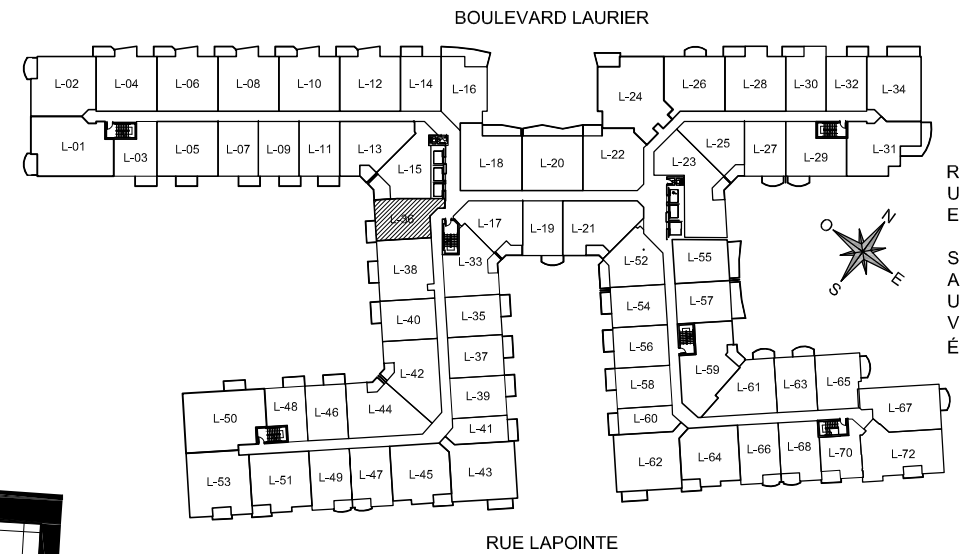 BOULEVARD LAURIER
L-02 L-04 L-06 L-08 L-10 L-12 L-14 L-16 L-24 L-26 L-28 L-30 L-32 L-34
L-01 L-03 L-05 L-07 L-09 L-11 L-13 L-15 L-18 L-20 L-22 L-23 L-25 L-27 L-29 L-31
L-36 L-17 L-19 L-21
L-38 L-33 L-52 L-55
L-40 L-35 L-54 L-57
L-42 L-37 L-56 L-59
L-39 L-58 L-61 L-63 L-65
L-50 L-48 L-46 L-44 L-41 L-60 L-67
L-53 L-51 L-49 L-47 L-45 L-43 L-62 L-64 L-66 L-68 L-70 L-72
O N
S E
RUE SAUVÉ
RUE LAPOINTE